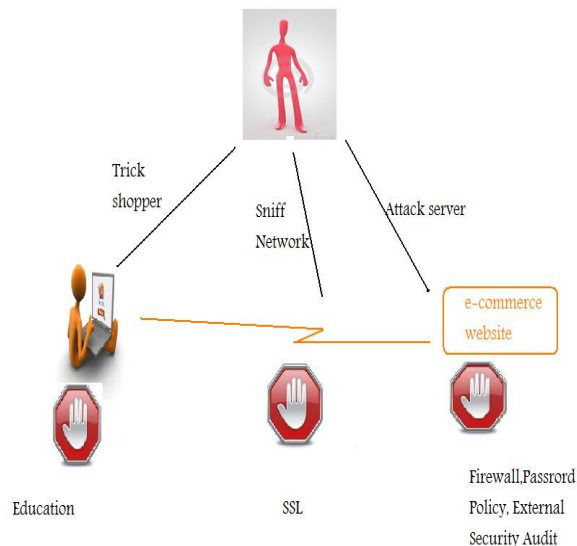 Trick
shopper
Sniff
Network
Attack server
e-commerce
website
Education
SSL
Firewall,Passrord
Policy, External
Security Audit